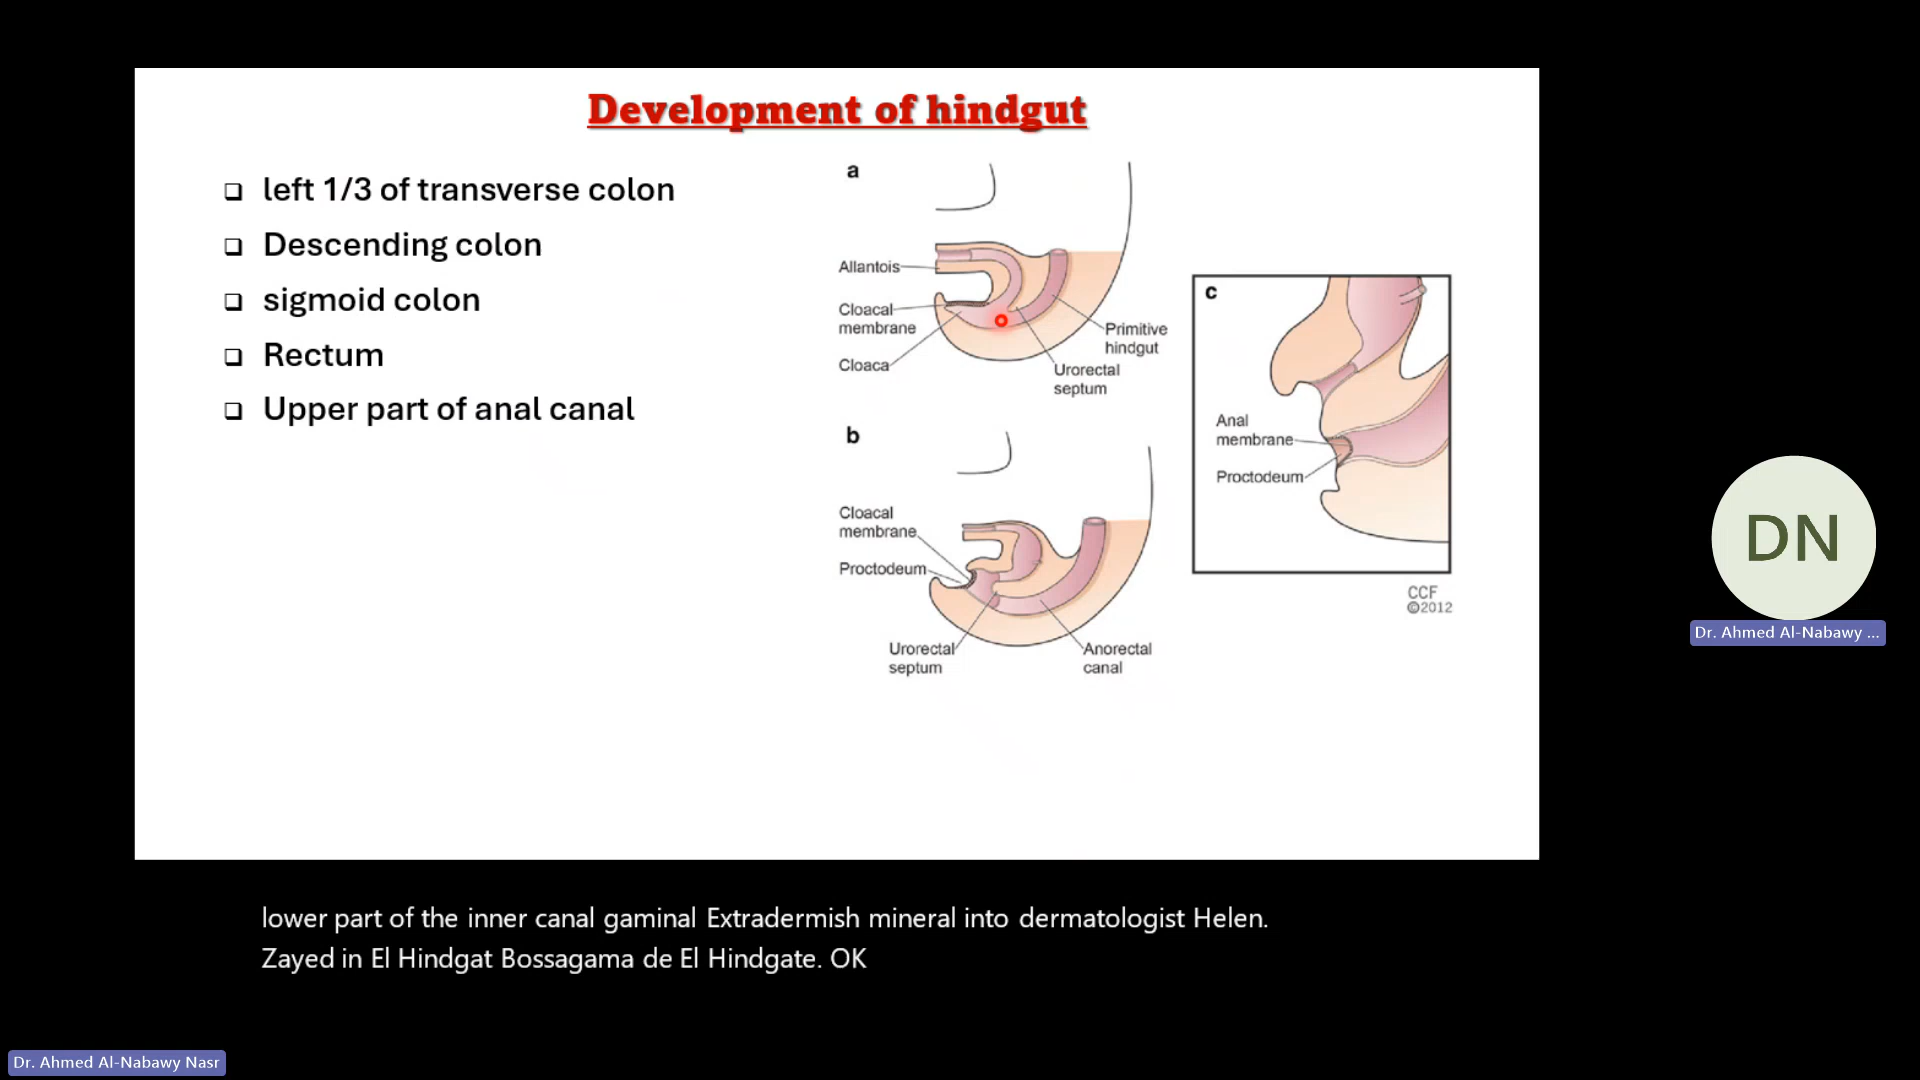 Development of hindgut
❑ left 1/3 of transverse colon
❑ Descending colon
❑ sigmoid colon
❑ Rectum
❑ Upper part of anal canal
a
Allantois
Cloacal
membrane
Cloaca
Primitive
hindgut
Urorectal
septum
b
Cloacal
membrane
Proctodeum
Urorectal
septum
Anorectal
canal
c
Anal
membrane
Proctodeum
CCF
©2012
DN
Dr. Ahmed Al-Nabawy ...
lower part of the inner canal gaminal Extradermish mineral into dermatologist Helen.
Zayed in El Hindgat Bossagama de El Hindgate. OK
Dr. Ahmed Al-Nabawy Nasr